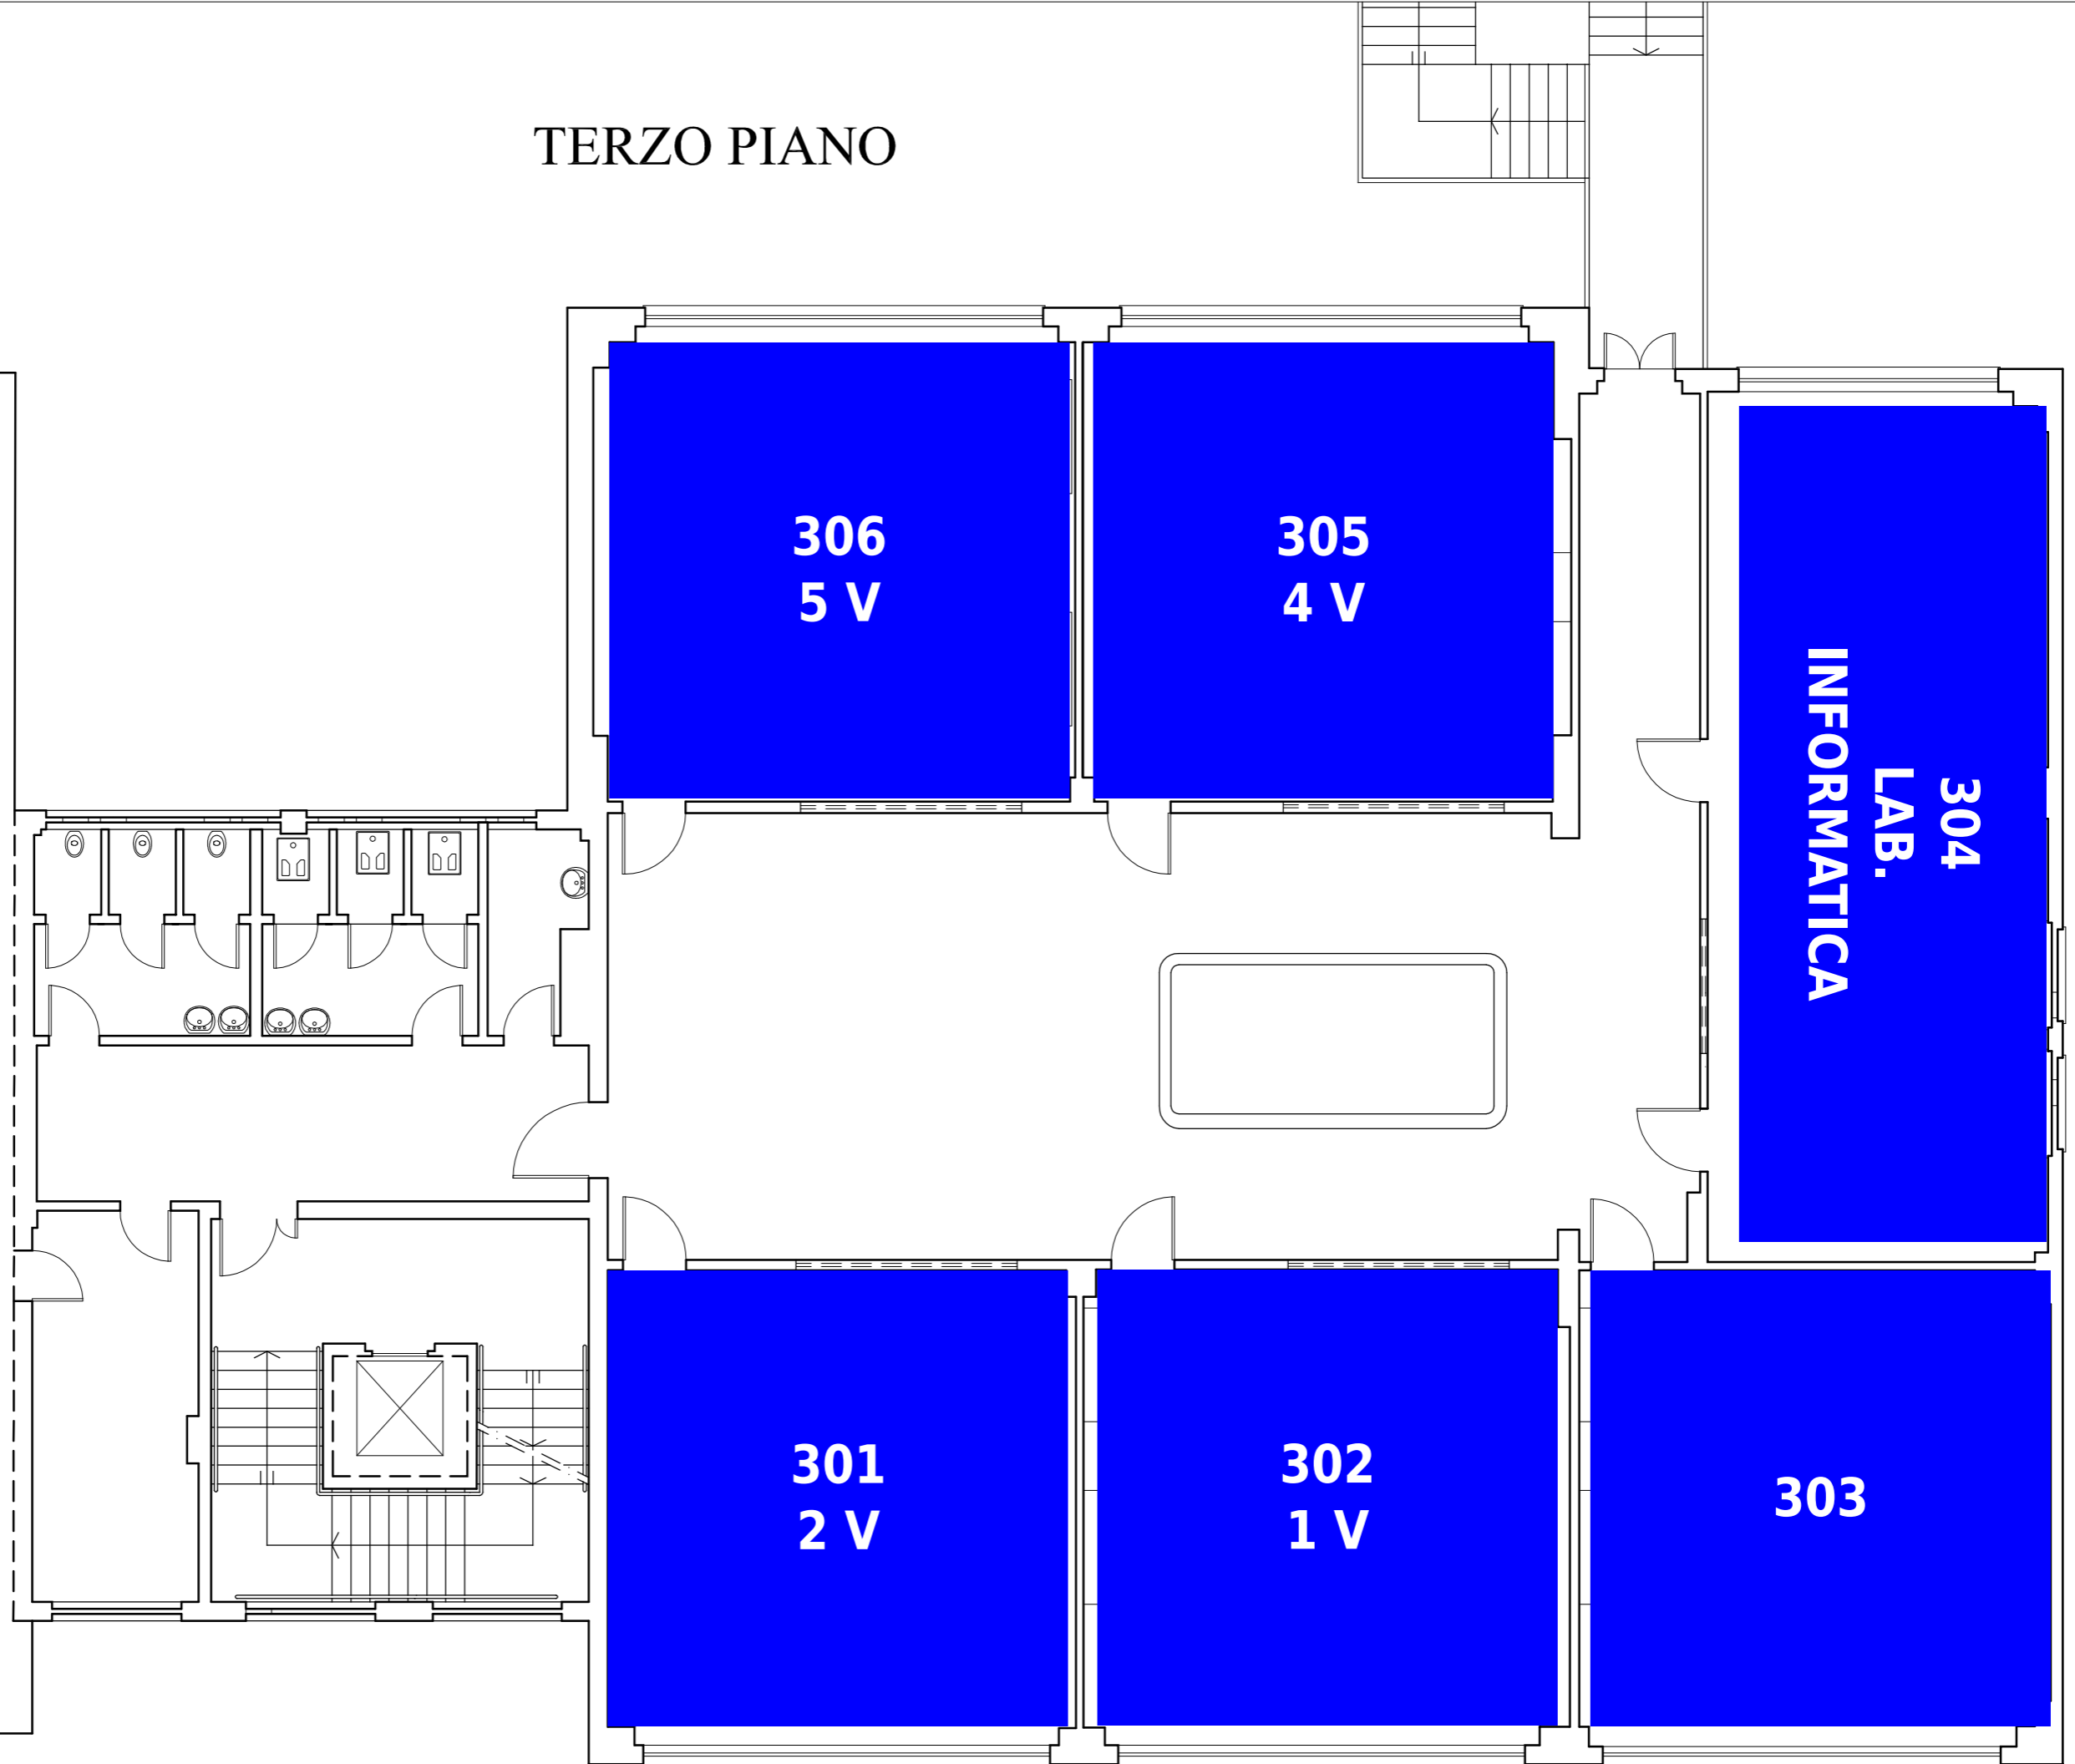 TERZO PIANO
306
5 V
305
4 V
304
LAB.
INFORMATICA
301
2 V
302
1 V
303